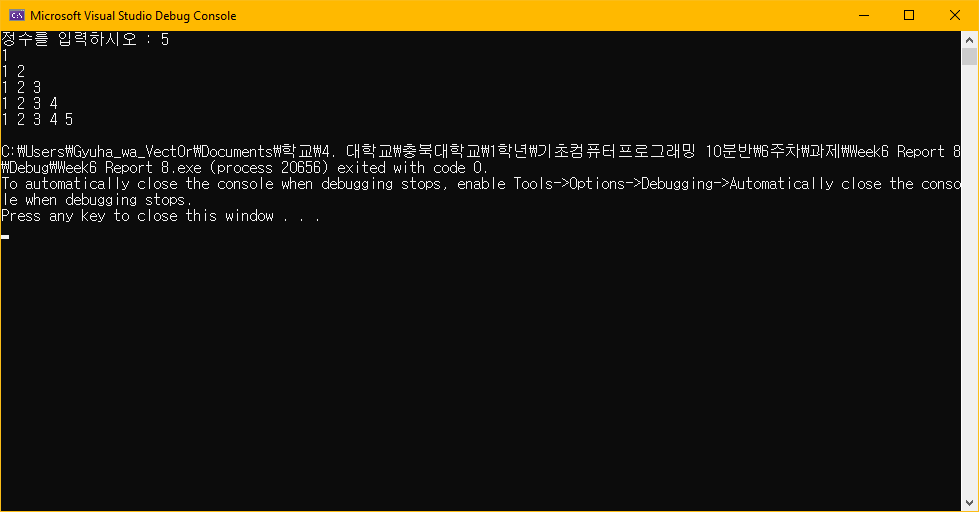 Microsoft Visual Studio Debug Console
정수를 입력하시오 : 5
1
1 2
1 2 3
1 2 3 4
1 2 3 4 5
C:₩Users₩Gyuha_wa_VectOr₩Documents₩학교₩4. 대학교₩충북대학교₩1학년₩기초컴퓨터프로그래밍 10분반₩6주차₩과제₩Week6 Report 8
₩Debug₩Week6 Report 8.exe (process 20656) exited with code 0.
To automatically close the console when debugging stops, enable Tools->Options->Debugging->Automatically close the conso
le when debugging stops.
Press any key to close this window . . .